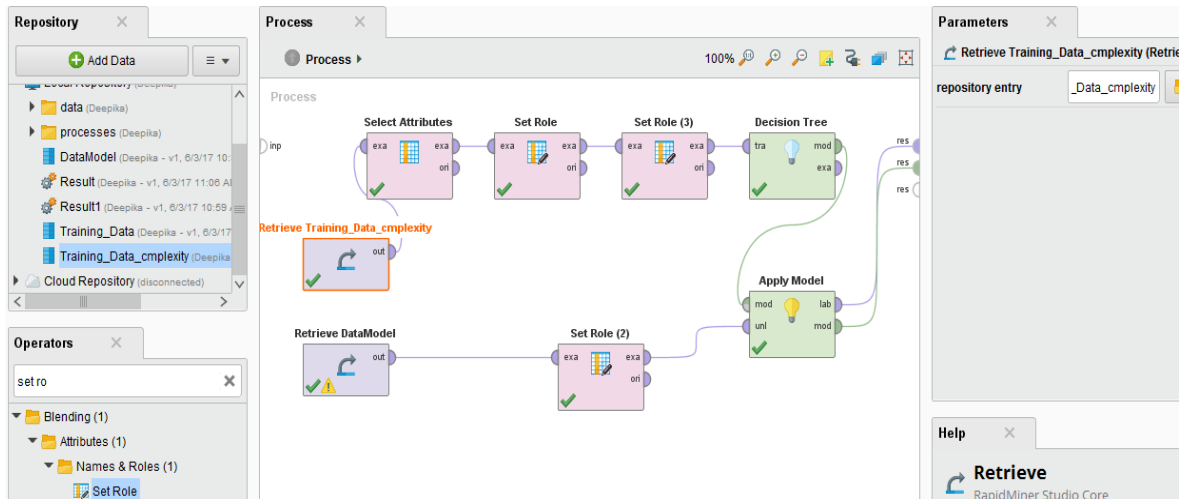 Repository
Add Data
Local Repository (Deepika)
data (Deepika)
processes (Deepika)
DataModel (Deepika - v1, 6/3/17 10:
Result (Deepika - v1, 6/3/17 11:06 AM
Result1 (Deepika - v1, 6/3/17 10:59
Training_Data (Deepika - v1, 6/3/17
Training_Data_cmplexity (Deepika
Cloud Repository (disconnected)
Operators
set ro
Blending (1)
Attributes (1)
Names & Roles (1)
Set Role
Process
Process
100%
Process
inp
Select Attributes
exa exa
ori
Set Role
exa exa
ori
Set Role (3)
exa exa
ori
Decision Tree
tra mod
exa
res
res
res
Retrieve Training_Data_cmplexity
out
Apply Model
mod lab
unl mod
Retrieve DataModel
out
Set Role (2)
exa exa
ori
Parameters
Retrieve Training_Data_cmplexity (Retrie
repository entry
_Data_cmplexity
Help
Retrieve
RapidMiner Studio Core